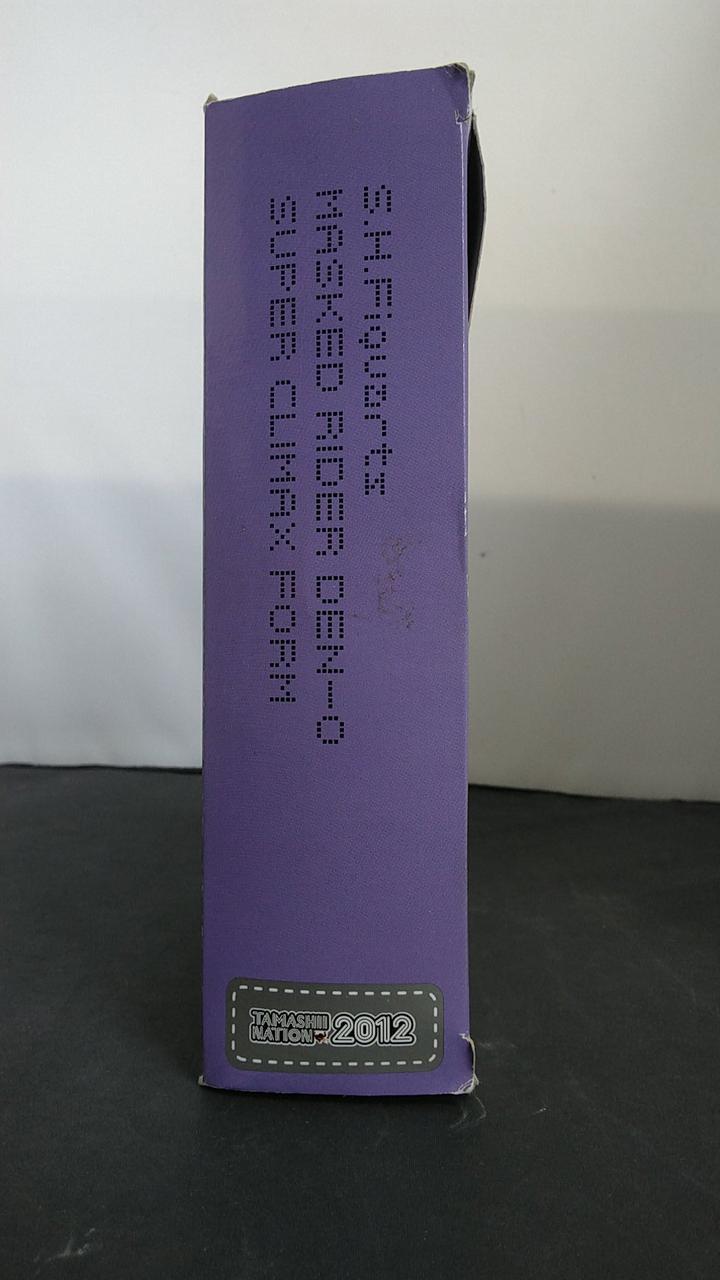 S.H.Figuarts
MASKED RIDER DEN-O
SUPER CLIMAX FORM
TAMASHII
NATION
2012